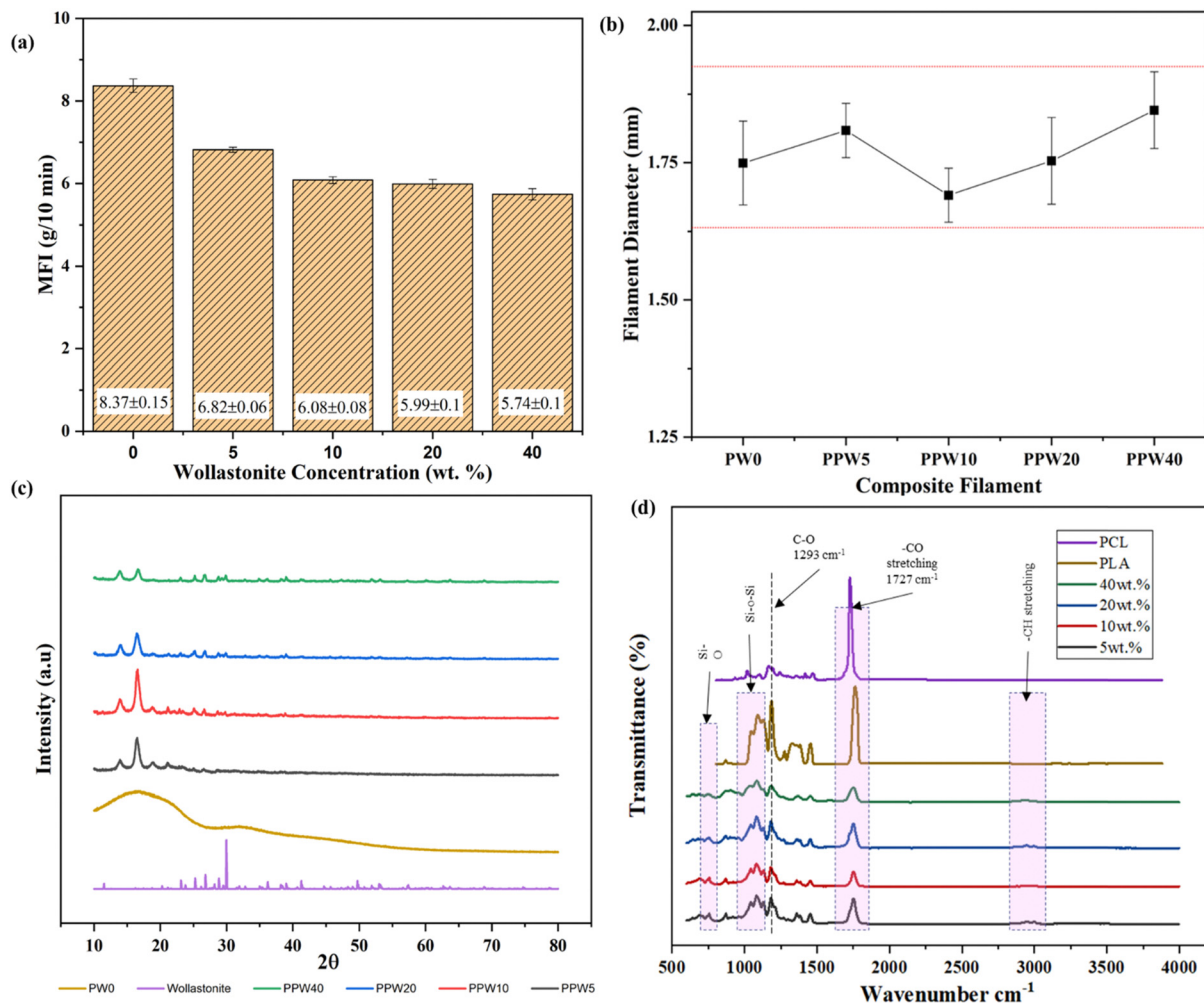 (a)
10
8
6
4
2
0
MFI (g/10 min)
8.37±0.15
6.82±0.06
6.08±0.08
5.99±0.1
5.74±0.1
0
5
10
20
40
Wollastonite Concentration (wt. %)
(b)
2.00
1.75
1.50
1.25
Filament Diameter (mm)
PW0
PPW5
PPW10
PPW20
PPW40
Composite Filament
(c)
Intensity (a.u)
10
20
30
40
50
60
70
80
2θ
PW0
Wollastonite
PPW40
PPW20
PPW10
PPW5
(d)
Transmittance (%)
Si-
O
Si-O-Si
C-O
1293 cm-1
-CO
stretching
1727 cm-1
-CH stretching
PCL
PLA
40wt.%
20wt.%
10wt.%
5wt.%
500
1000
1500
2000
2500
3000
3500
4000
Wavenumber cm-1